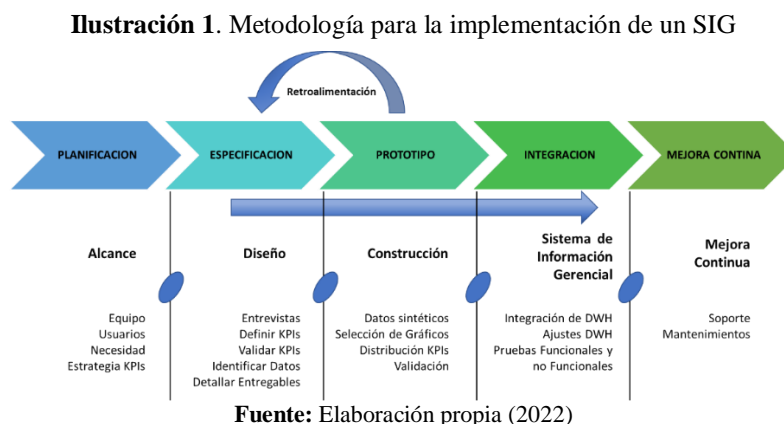 Ilustración 1. Metodología para la implementación de un SIG
Retroalimentación
PLANIFICACION
ESPECIFICACION
PROTOTIPO
INTEGRACION
MEJORA CONTINA
Alcance
Equipo
Usuarios
Necesidad
Estrategia KPIs
Diseño
Entrevistas
Definir KPIs
Validar KPIs
Identificar Datos
Detallar Entregables
Construcción
Datos sintéticos
Selección de Gráficos
Distribución KPIs
Validación
Sistema de
Información
Gerencial
Integración de DWH
Ajustes DWH
Pruebas Funcionales y
no Funcionales
Mejora
Continua
Soporte
Mantenimientos
Fuente: Elaboración propia (2022)